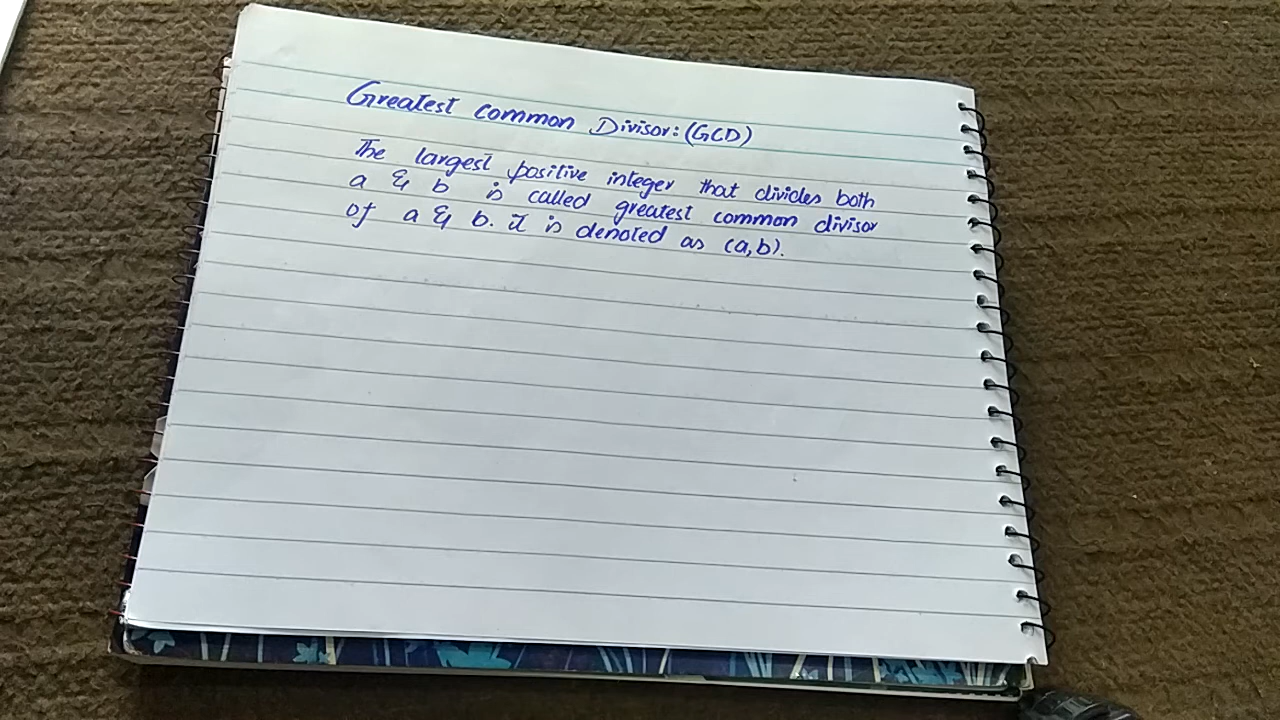 Greatest common Divisor: (GCD)
The largest positive integer that divides both
a & b is called greatest common divisor
of a & b. it is denoted as (a,b).